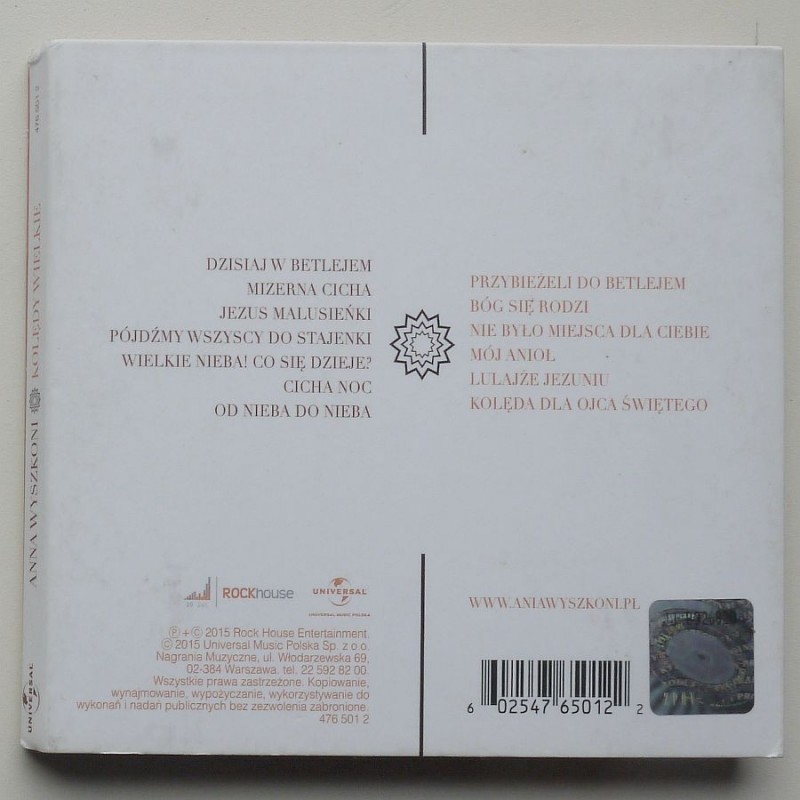 ANNA WYSZKONI KOLĘDY WIELKIE 476 501 2
UNIVERSAL
DZISIAJ W BETLEJEM
MIZERNA CICHA
JEZUS MALUSIEŃKI
PÓJDŹMY WSZYSCY DO STAJENKI
WIELKIE NIEBA! CO SIĘ DZIEJE?
CICHA NOC
OD NIEBA DO NIEBA
PRZYBIEŻELI DO BETLEJEM
BÓG SIĘ RODZI
NIE BYŁO MIEJSCA DLA CIEBIE
MÓJ ANIOŁ
LULAJŻE JEZUNIU
KOLĘDA DLA OJCA ŚWIĘTEGO
ROCKhouse
UNIVERSAL
UNIVERSAL MUSIC POLSKA
℗+© 2015 Rock House Entertainment.
© 2015 Universal Music Polska Sp. z o.o.
Nagrania Muzyczne, ul. Włodarzewska 69,
02-384 Warszawa. tel. 22 592 82 00.
Wszystkie prawa zastrzeżone. Kopiowanie,
wynajmowanie, wypożyczanie, wykorzystywanie do
wykonań i nadań publicznych bez zezwolenia zabronione.
476 501 2
WWW.ANIAWYSZKONI.PL
6 02547 65012 2